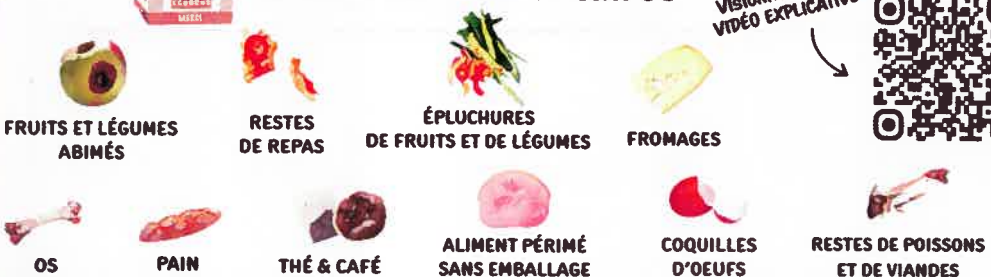 MERCI
VIDÉO EXPLICATIVE
FRUITS ET LÉGUMES
ABIMÉS
RESTES
DE REPAS
ÉPLUCHURES
DE FRUITS ET DE LÉGUMES
FROMAGES
OS
PAIN
THÉ & CAFÉ
ALIMENT PÉRIMÉ
SANS EMBALLAGE
COQUILLES
D'OEUFS
RESTES DE POISSONS
ET DE VIANDES